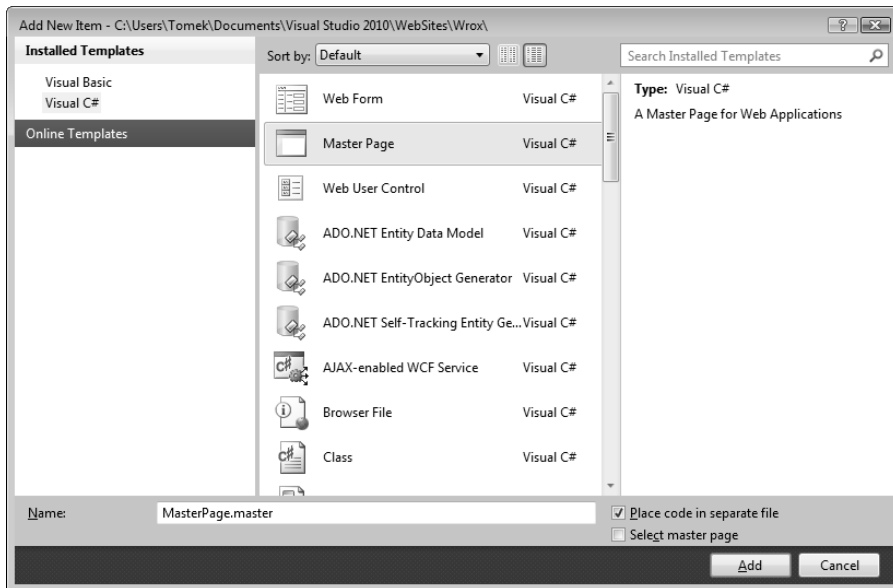 Add New Item - C:\Users\Tomek\Documents\Visual Studio 2010\WebSites\Wrox\
Installed Templates
Visual Basic
Visual C#
Online Templates
Sort by: Default
Search Installed Templates
Web Form Visual C#
Master Page Visual C#
Web User Control Visual C#
ADO.NET Entity Data Model Visual C#
ADO.NET EntityObject Generator Visual C#
ADO.NET Self-Tracking Entity Ge... Visual C#
AJAX-enabled WCF Service Visual C#
Browser File Visual C#
Class Visual C#
Type: Visual C#
A Master Page for Web Applications
Name: MasterPage.master
Place code in separate file
Select master page
Add
Cancel